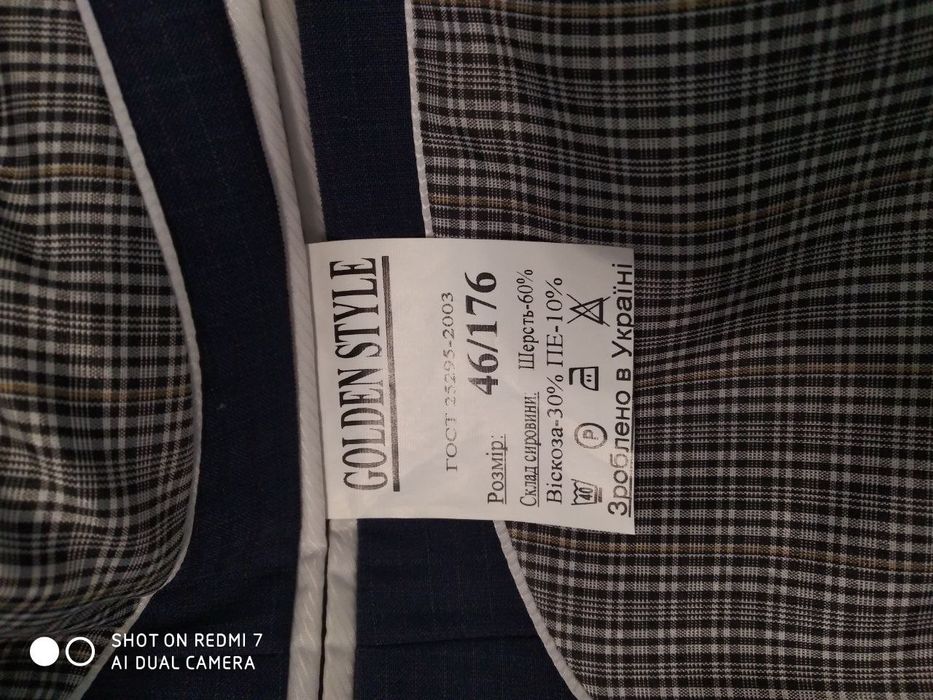 GOLDEN STYLE
ГОСТ 25295-2003
Розмір: 46/176
Склад сировини. Шерсть-60%
Віскоза-30% ПЕ-10%
40 P
Зроблено в Україні
SHOT ON REDMI 7
AI DUAL CAMERA